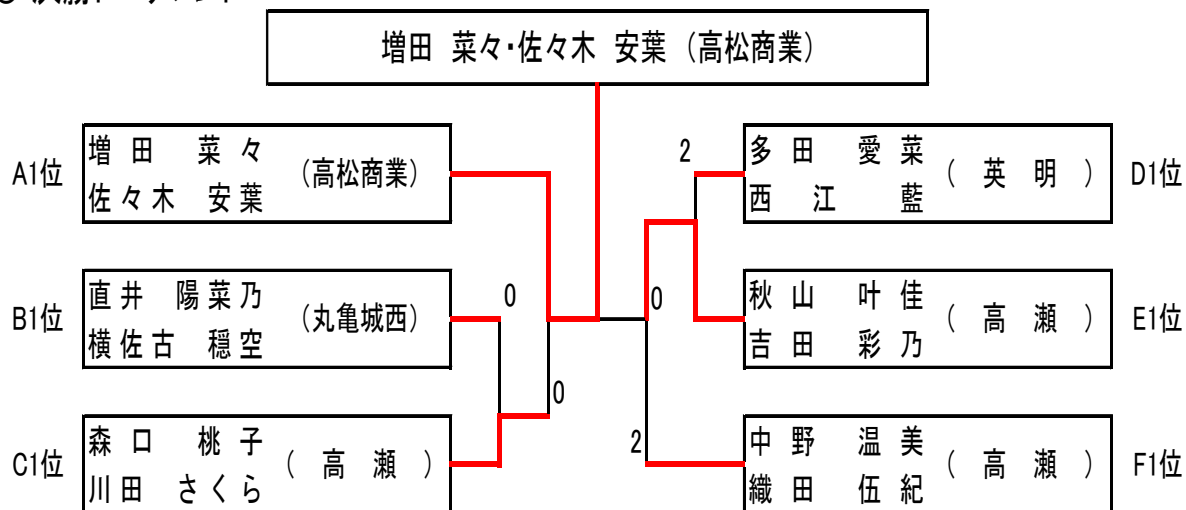 増田 菜々・佐々木 安葉 (高松商業)
A1位
増田 菜々
佐々木 安葉
(高松商業)
B1位
直井 陽菜乃
横佐古 穏空
(丸亀城西)
C1位
森口 桃子
川田 さくら
(高瀬)
0
0
2
0
2
多田 愛菜
西江 藍
(英明)
D1位
秋山 叶佳
吉田 彩乃
(高瀬)
E1位
中野 温美
織田 伍紀
(高瀬)
F1位